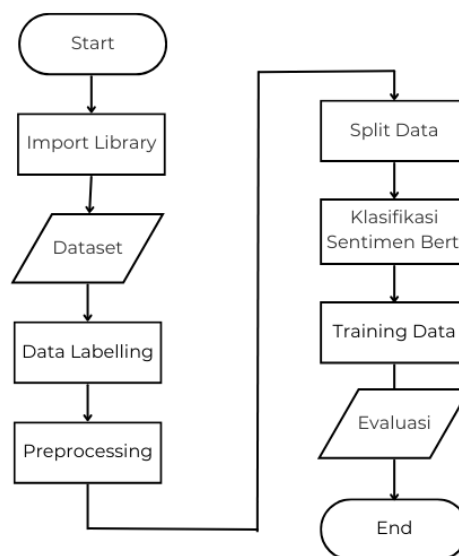 Start
Import Library
Dataset
Data Labelling
Preprocessing
Split Data
Klasifikasi
Sentimen Bert
Training Data
Evaluasi
End